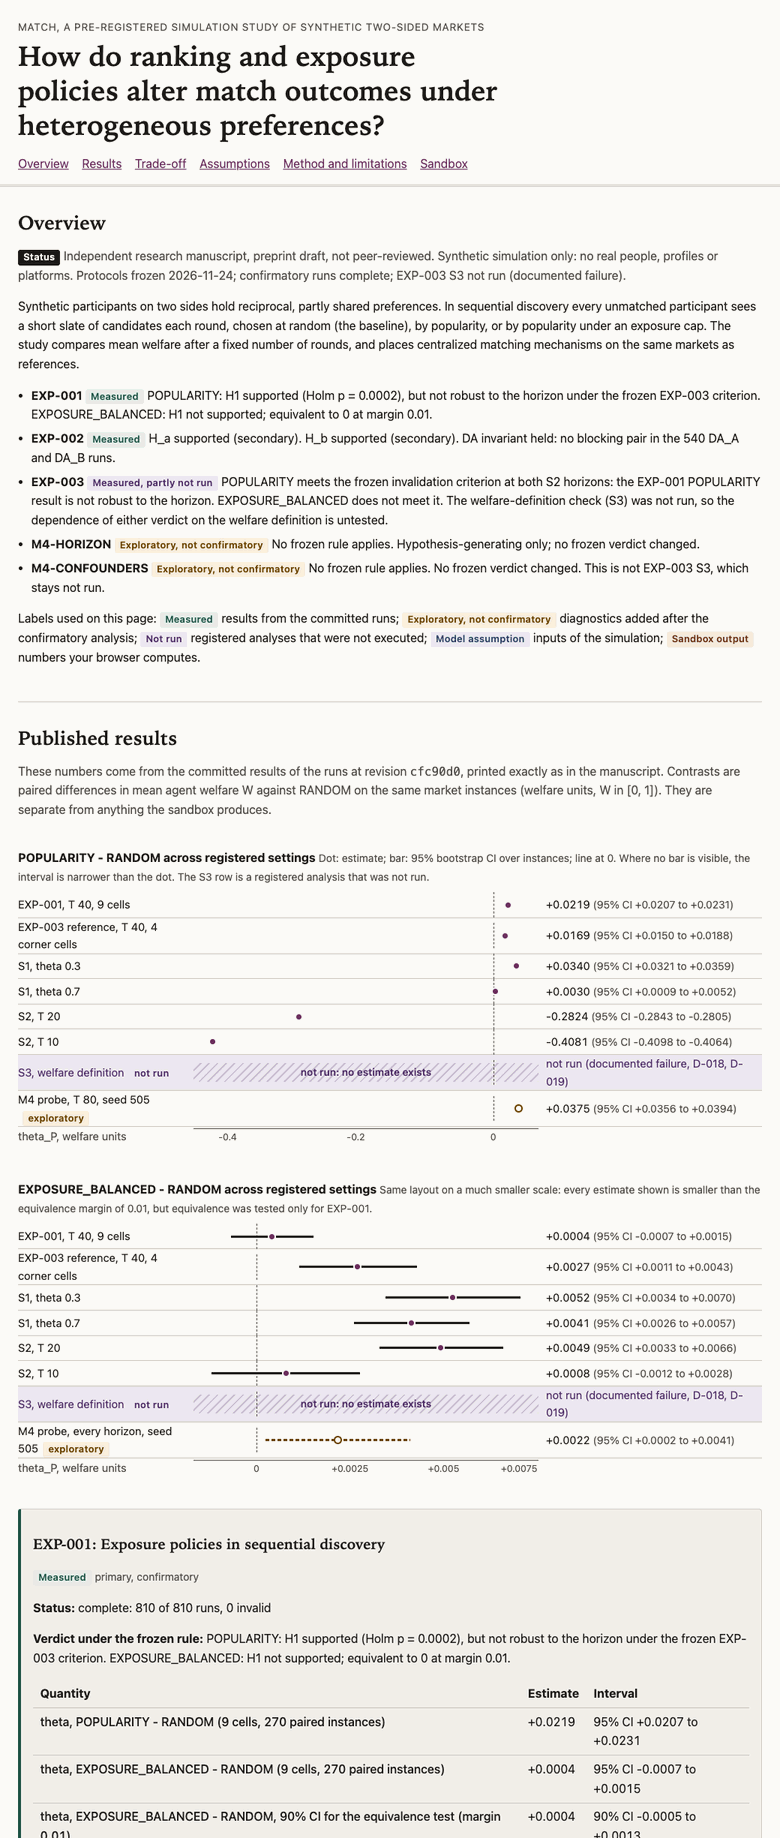 MATCH, A PRE-REGISTERED SIMULATION STUDY OF SYNTHETIC TWO-SIDED MARKETS
How do ranking and exposure
policies alter match outcomes under
heterogeneous preferences?
Overview Results Trade-off Assumptions Method and limitations Sandbox
Overview
Status Independent research manuscript, preprint draft, not peer-reviewed. Synthetic simulation only: no real people, profiles or
platforms. Protocols frozen 2026-11-24; confirmatory runs complete; EXP-003 S3 not run (documented failure).
Synthetic participants on two sides hold reciprocal, partly shared preferences. In sequential discovery every unmatched participant sees
a short slate of candidates each round, chosen at random (the baseline), by popularity, or by popularity under an exposure cap. The
study compares mean welfare after a fixed number of rounds, and places centralized matching mechanisms on the same markets as
references.
• EXP-001 Measured POPULARITY: H1 supported (Holm p = 0.0002), but not robust to the horizon under the frozen EXP-003 criterion.
EXPOSURE_BALANCED: H1 not supported; equivalent to 0 at margin 0.01.
• EXP-002 Measured H_a supported (secondary). H_b supported (secondary). DA invariant held: no blocking pair in the 540 DA_A
and DA_B runs.
• EXP-003 Measured, partly not run POPULARITY meets the frozen invalidation criterion at both S2 horizons: the EXP-001 POPULARITY
result is not robust to the horizon. EXPOSURE_BALANCED does not meet it. The welfare-definition check (S3) was not run, so the
dependence of either verdict on the welfare definition is untested.
• M4-HORIZON Exploratory, not confirmatory No frozen rule applies. Hypothesis-generating only; no frozen verdict changed.
• M4-CONFOUNDERS Exploratory, not confirmatory No frozen rule applies. No frozen verdict changed. This is not EXP-003 S3, which
stays not run.
Labels used on this page: Measured results from the committed runs; Exploratory, not confirmatory diagnostics added after the
confirmatory analysis; Not run registered analyses that were not executed; Model assumption inputs of the simulation; Sandbox output
numbers your browser computes.
Published results
These numbers come from the committed results of the runs at revision cfc90d0, printed exactly as in the manuscript. Contrasts are
paired differences in mean agent welfare W against RANDOM on the same market instances (welfare units, W in [0, 1]). They are
separate from anything the sandbox produces.
POPULARITY - RANDOM across registered settings Dot: estimate; bar: 95% bootstrap CI over instances; line at 0. Where no bar is visible, the
interval is narrower than the dot. The S3 row is a registered analysis that was not run.
EXP-001, T 40, 9 cells +0.0219 (95% CI +0.0207 to +0.0231)
EXP-003 reference, T 40, 4
corner cells +0.0169 (95% CI +0.0150 to +0.0188)
S1, theta 0.3 +0.0340 (95% CI +0.0321 to +0.0359)
S1, theta 0.7 +0.0030 (95% CI +0.0009 to +0.0052)
S2, T 20 -0.2824 (95% CI -0.2843 to -0.2805)
S2, T 10 -0.4081 (95% CI -0.4098 to -0.4064)
S3, welfare definition not run not run: no estimate exists not run (documented failure, D-018, D-
019)
M4 probe, T 80, seed 505
exploratory +0.0375 (95% CI +0.0356 to +0.0394)
theta_P, welfare units -0.4 -0.2 0
EXPOSURE_BALANCED - RANDOM across registered settings Same layout on a much smaller scale: every estimate shown is smaller than the
equivalence margin of 0.01, but equivalence was tested only for EXP-001.
EXP-001, T 40, 9 cells +0.0004 (95% CI -0.0007 to +0.0015)
EXP-003 reference, T 40, 4
corner cells +0.0027 (95% CI +0.0011 to +0.0043)
S1, theta 0.3 +0.0052 (95% CI +0.0034 to +0.0070)
S1, theta 0.7 +0.0041 (95% CI +0.0026 to +0.0057)
S2, T 20 +0.0049 (95% CI +0.0033 to +0.0066)
S2, T 10 +0.0008 (95% CI -0.0012 to +0.0028)
S3, welfare definition not run not run: no estimate exists not run (documented failure, D-018, D-
019)
M4 probe, every horizon, seed
505 exploratory +0.0022 (95% CI +0.0002 to +0.0041)
theta_P, welfare units 0 +0.0025 +0.005 +0.0075
EXP-001: Exposure policies in sequential discovery
Measured primary, confirmatory
Status: complete: 810 of 810 runs, 0 invalid
Verdict under the frozen rule: POPULARITY: H1 supported (Holm p = 0.0002), but not robust to the horizon under the frozen EXP-
003 criterion. EXPOSURE_BALANCED: H1 not supported; equivalent to 0 at margin 0.01.
Quantity Estimate Interval
theta, POPULARITY - RANDOM (9 cells, 270 paired instances) +0.0219 95% CI +0.0207 to
+0.0231
theta, EXPOSURE_BALANCED - RANDOM (9 cells, 270 paired instances) +0.0004 95% CI -0.0007 to
+0.0015
theta, EXPOSURE_BALANCED - RANDOM, 90% CI for the equivalence test (margin +0.0004 90% CI -0.0005 to
0.01) +0.0013